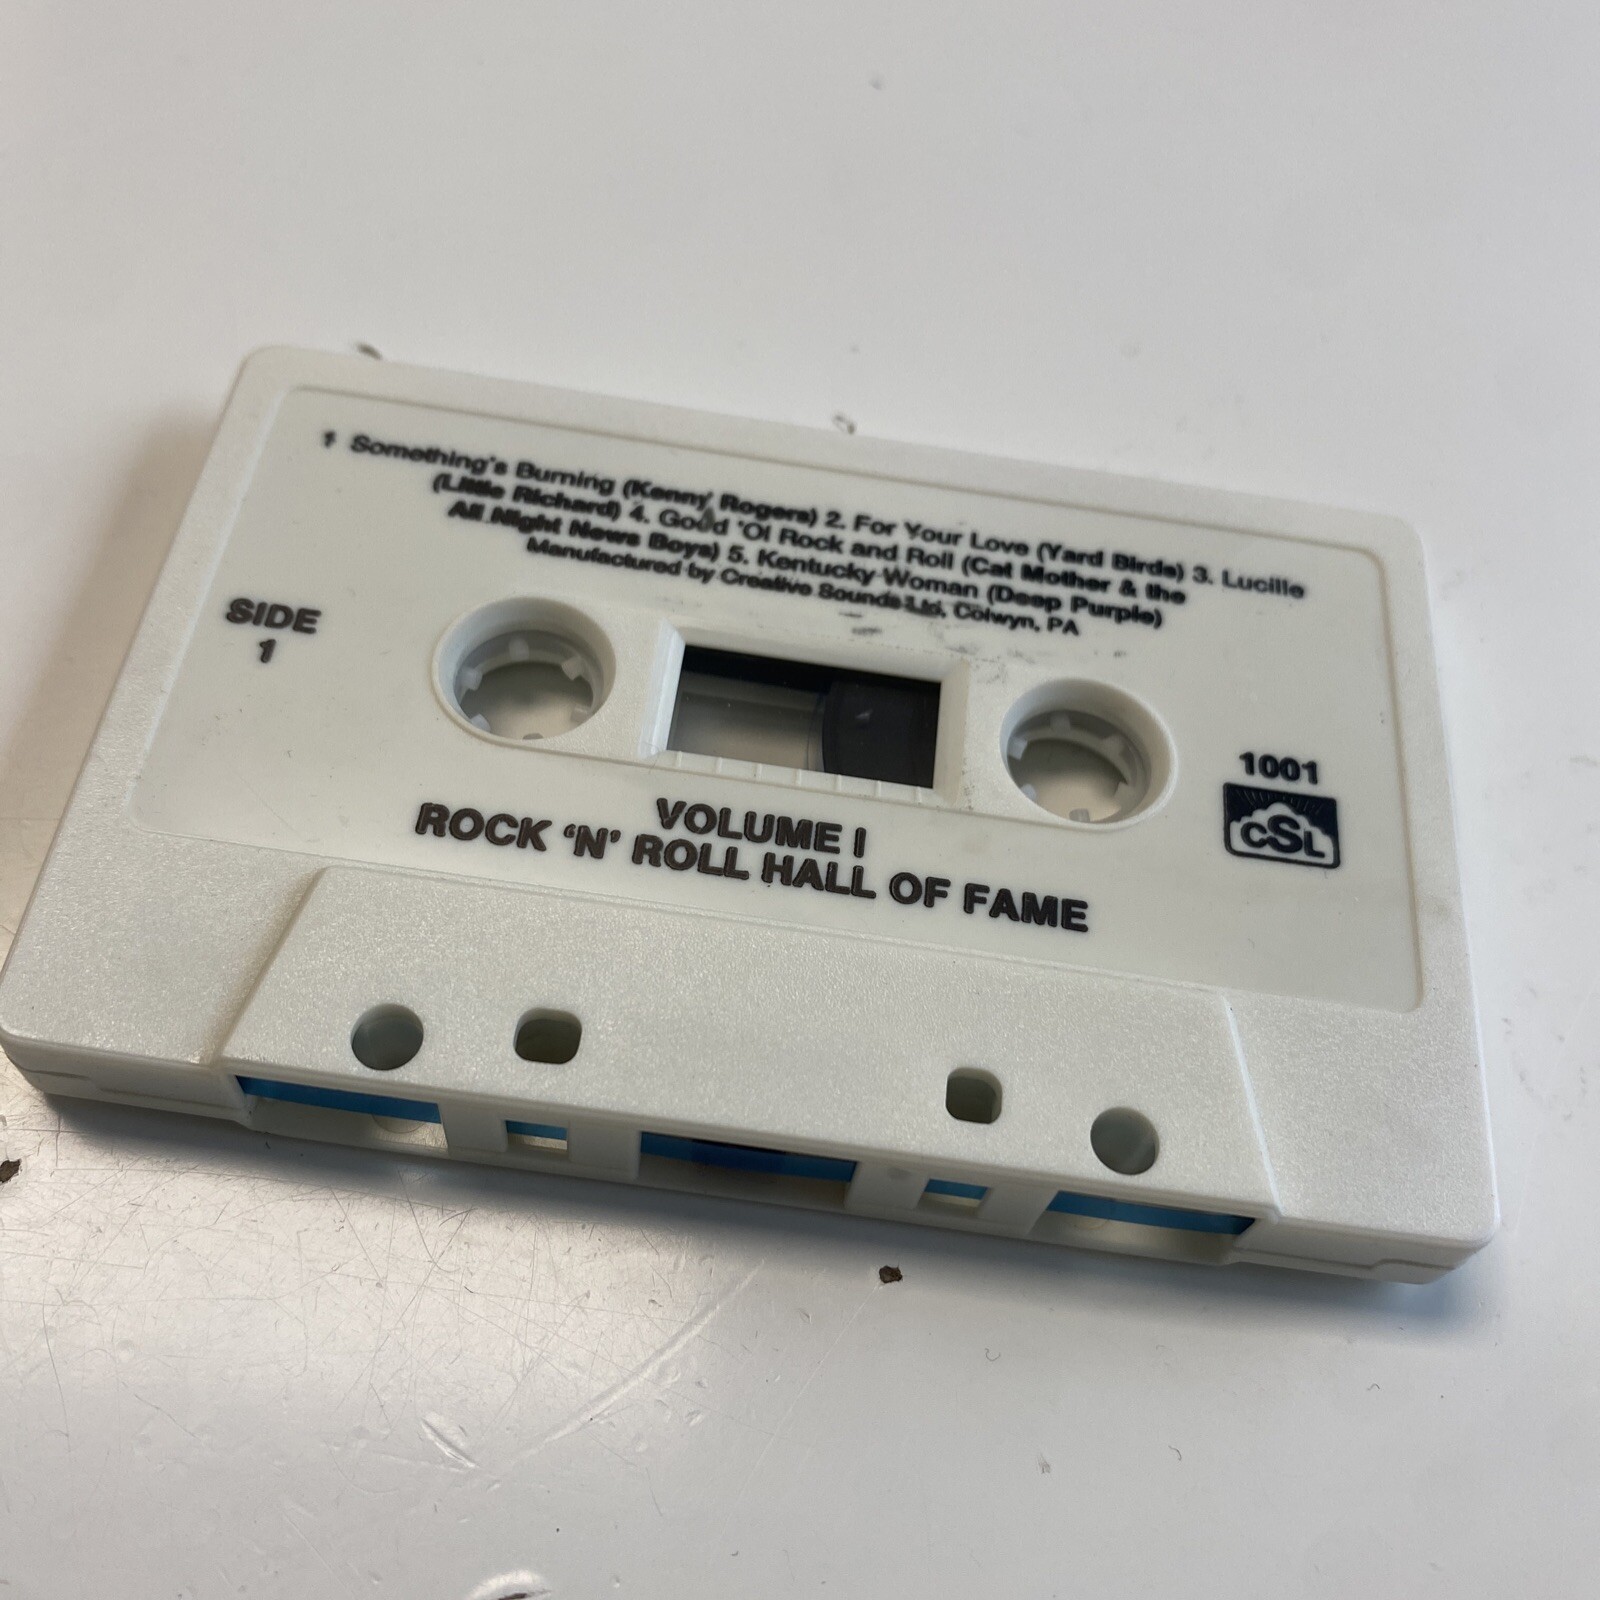 1 Something's Burning (Kenny Rogers) 2. For Your Love (Yard Birds) 3. Lucille
(Little Richard) 4. Good 'Ol Rock and Roll (Cat Mother & the
All Night News Boys) 5. Kentucky Woman (Deep Purple)
Manufactured by Creative Sounds Ltd. Colwyn, PA
SIDE
1
1001
CSL
VOLUME I
ROCK 'N' ROLL HALL OF FAME